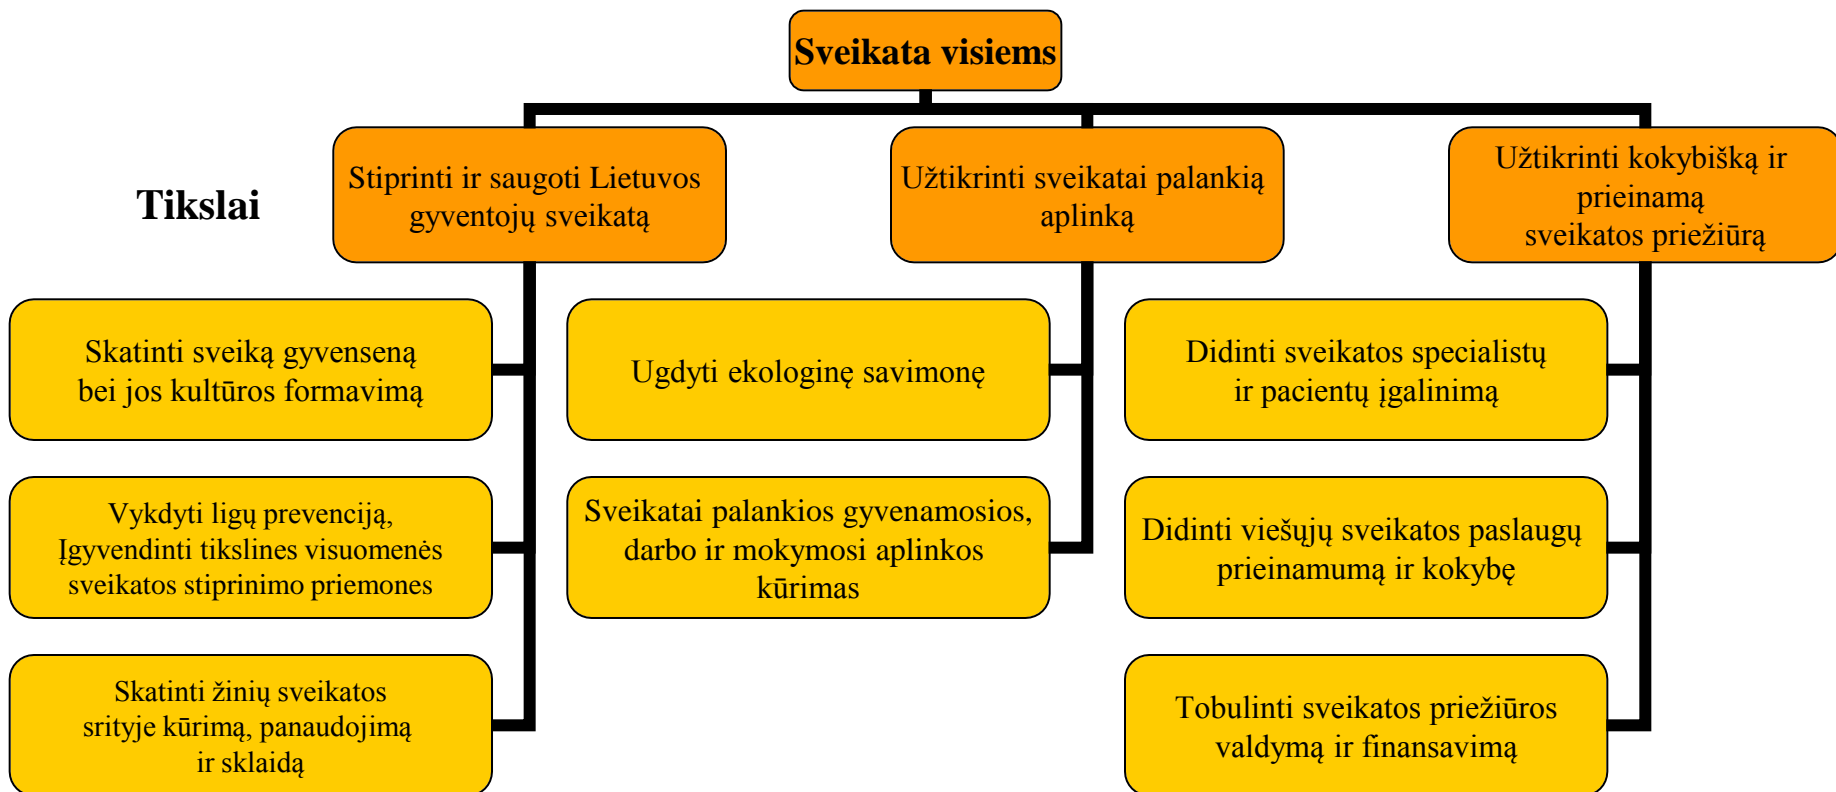 Sveikata visiems
Tikslai
Stiprinti ir saugoti Lietuvos
gyventojų sveikatą
Užtikrinti sveikatai palankią
aplinką
Užtikrinti kokybišką ir
prieinamą
sveikatos priežiūrą
Skatinti sveiką gyvenseną
bei jos kultūros formavimą
Ugdyti ekologinę savimonę
Didinti sveikatos specialistų
ir pacientų įgalinimą
Vykdyti ligų prevenciją,
Įgyvendinti tikslines visuomenės
sveikatos stiprinimo priemones
Sveikatai palankios gyvenamosios,
darbo ir mokymosi aplinkos
kūrimas
Didinti viešųjų sveikatos paslaugų
prieinamumą ir kokybę
Skatinti žinių sveikatos
srityje kūrimą, panaudojimą
ir sklaidą
Tobulinti sveikatos priežiūros
valdymą ir finansavimą